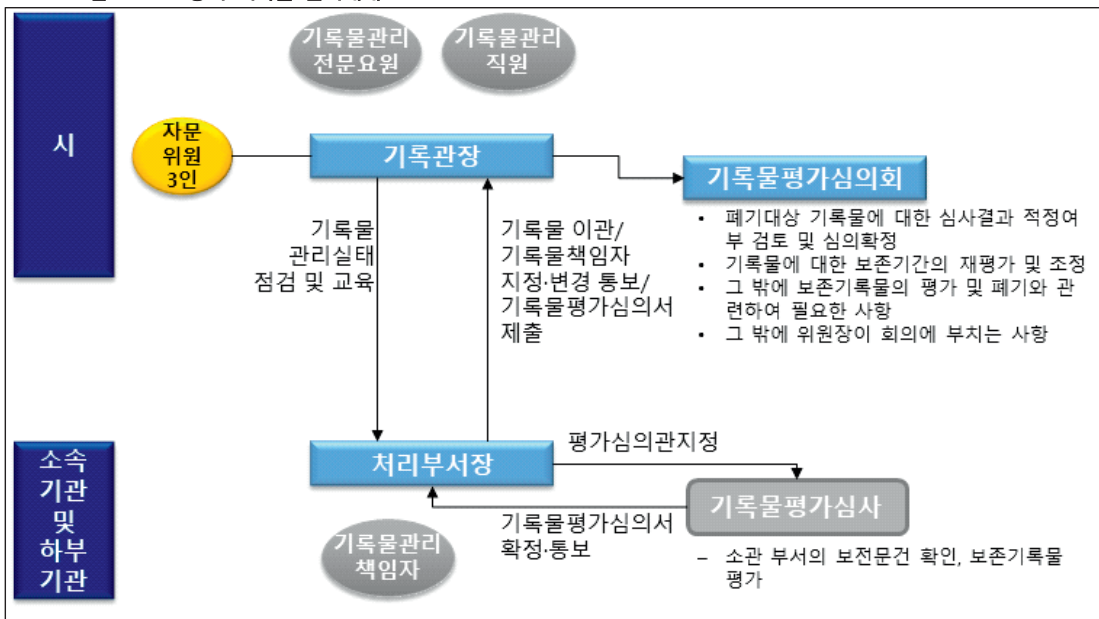 기록물관리
전문요원
기록물관리
직원
시
자문
위원
3인
기록관장
기록물평가심의회
기록물
관리실태
점검 및 교육
기록물 이관/
기록물책임자
지정·변경 통보/
기록물평가심의서
제출
• 폐기대상 기록물에 대한 심사결과 적정여
부 검토 및 심의확정
• 기록물에 대한 보존기간의 재평가 및 조정
• 그 밖에 보존기록물의 평가 및 폐기와 관
련하여 필요한 사항
• 그 밖에 위원장이 회의에 부치는 사항
소속
기관
및
하부
기관
처리부서장
평가심의관지정
기록물평가심사
기록물평가심의서
확정·통보
기록물관리
책임자
– 소관 부서의 보전문건 확인, 보존기록물
평가